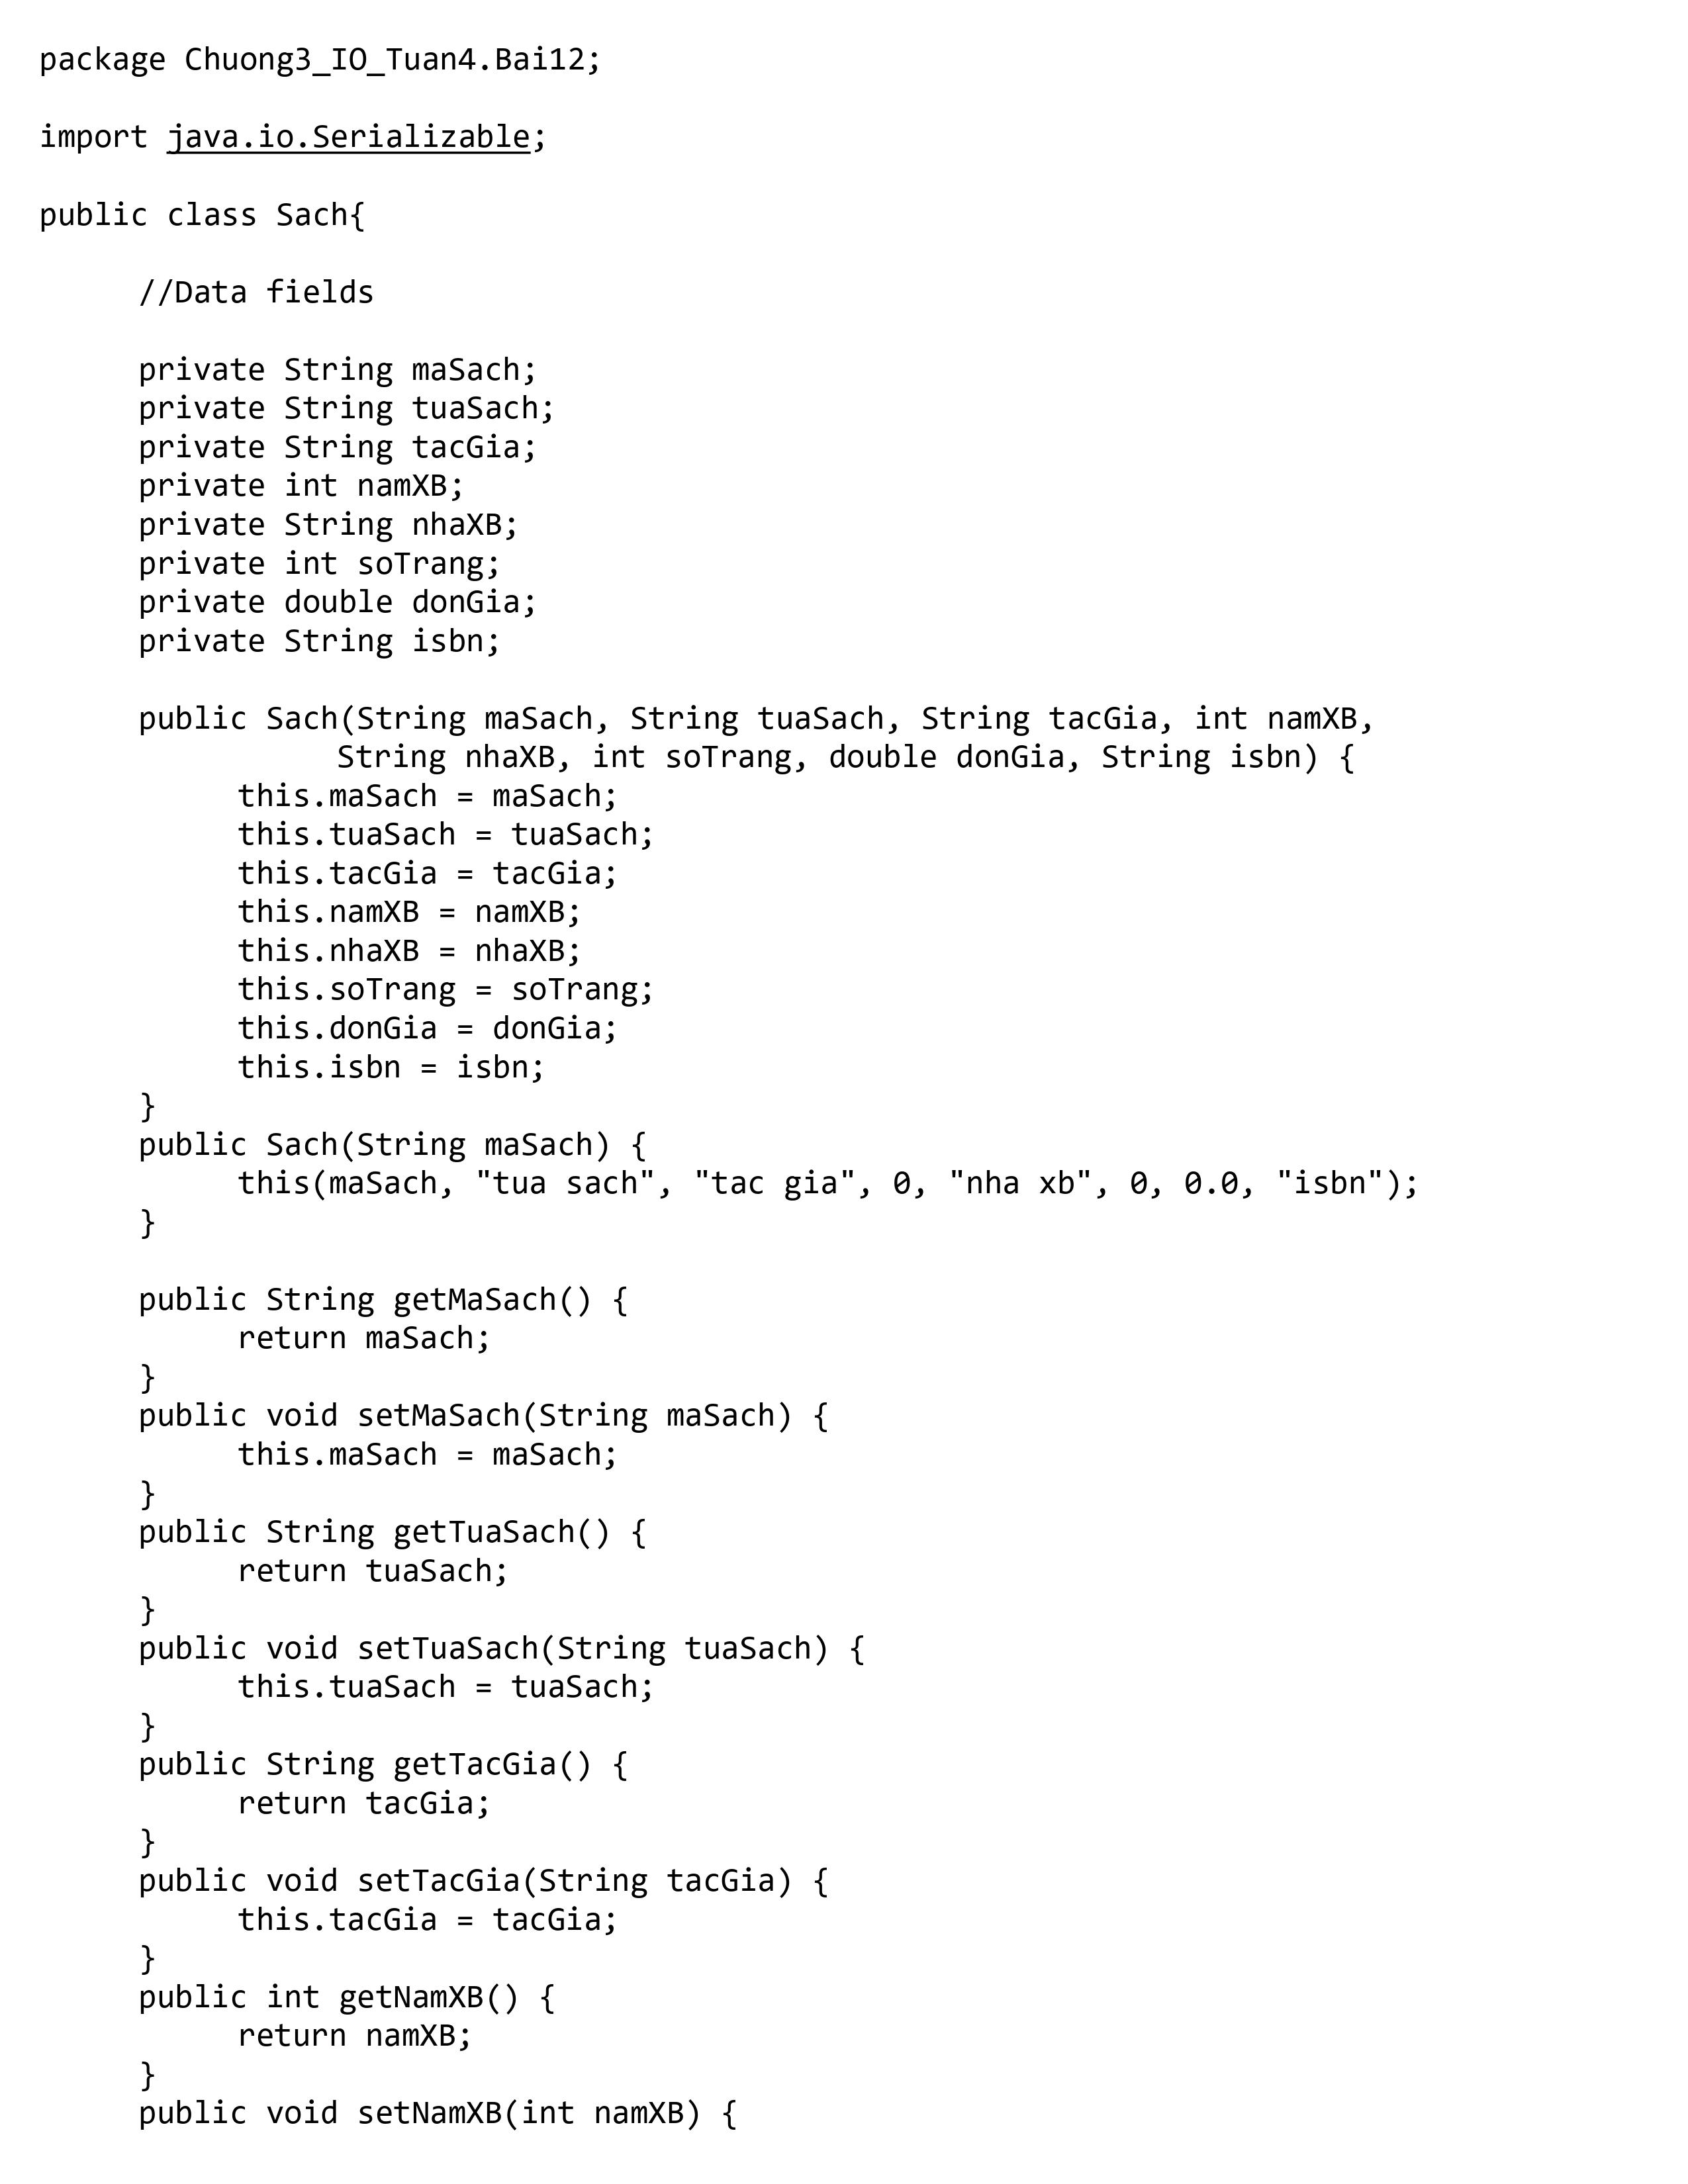 package Chuong3_IO_Tuan4.Bai12;
import java.io.Serializable;
public class Sach{
//Data fields
private String maSach;
private String tuaSach;
private String tacGia;
private int namXB;
private String nhaXB;
private int soTrang;
private double donGia;
private String isbn;
public Sach(String maSach, String tuaSach, String tacGia, int namXB,
String nhaXB, int soTrang, double donGia, String isbn) {
this.maSach = maSach;
this.tuaSach = tuaSach;
this.tacGia = tacGia;
this.namXB = namXB;
this.nhaXB = nhaXB;
this.soTrang = soTrang;
this.donGia = donGia;
this.isbn = isbn;
}
public Sach(String maSach) {
this(maSach, "tua sach", "tac gia", 0, "nha xb", 0, 0.0, "isbn");
}
public String getMaSach() {
return maSach;
}
public void setMaSach(String maSach) {
this.maSach = maSach;
}
public String getTuaSach() {
return tuaSach;
}
public void setTuaSach(String tuaSach) {
this.tuaSach = tuaSach;
}
public String getTacGia() {
return tacGia;
}
public void setTacGia(String tacGia) {
this.tacGia = tacGia;
}
public int getNamXB() {
return namXB;
}
public void setNamXB(int namXB) {